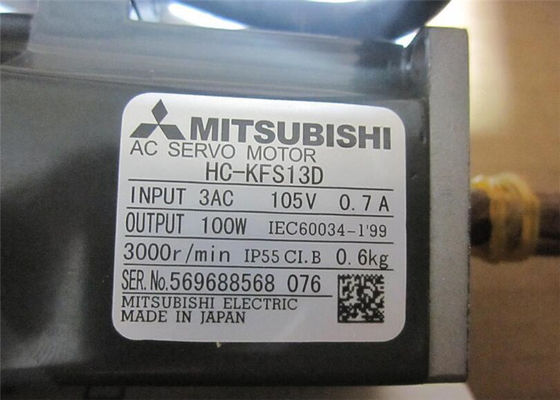 MITSUBISHI
AC SERVO MOTOR
HC-KFS13D
INPUT 3AC 105V 0.7A
OUTPUT 100W IEC60034-1'99
3000r/min IP55 CI.B 0.6kg
SER.No.569688568 076
MITSUBISHI ELECTRIC
MADE IN JAPAN